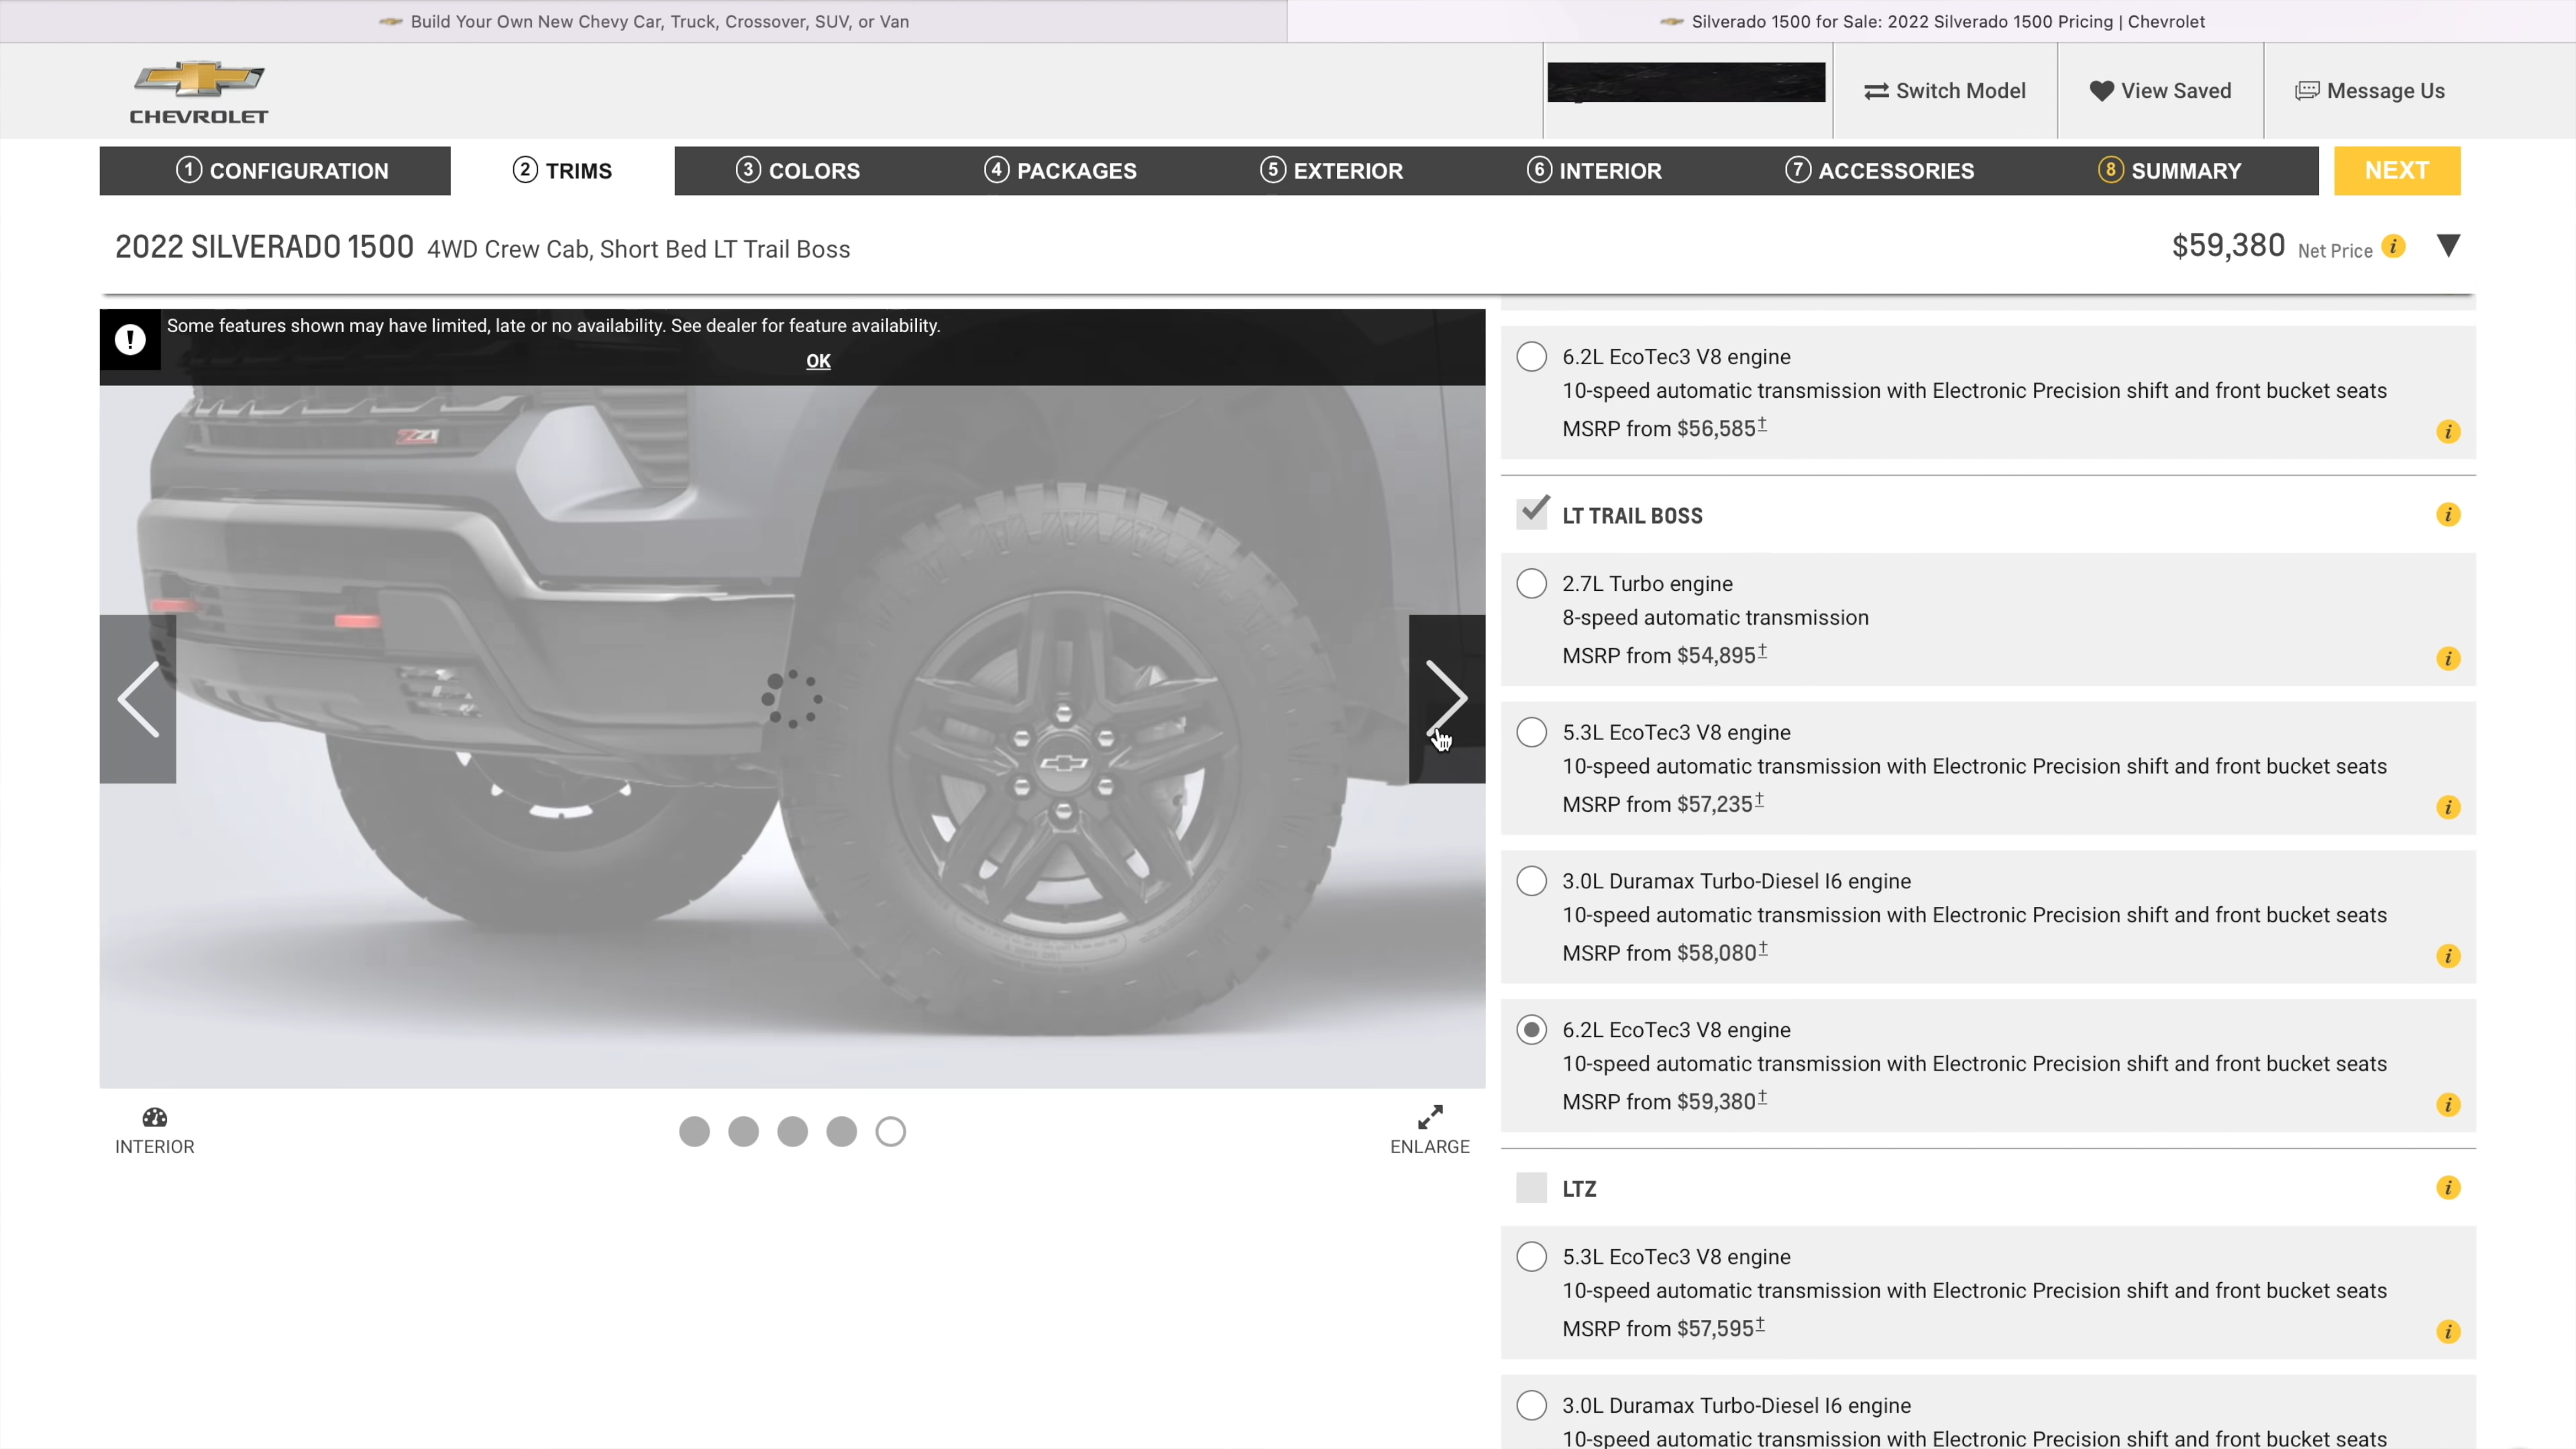 Build Your Own New Chevy Car, Truck, Crossover, SUV, or Van
Silverado 1500 for Sale: 2022 Silverado 1500 Pricing | Chevrolet
CHEVROLET
Switch Model
View Saved
Message Us
1 CONFIGURATION
2 TRIMS
3 COLORS
4 PACKAGES
5 EXTERIOR
6 INTERIOR
7 ACCESSORIES
8 SUMMARY
NEXT
2022 SILVERADO 1500 4WD Crew Cab, Short Bed LT Trail Boss
$59,380 Net Price i ▼
! Some features shown may have limited, late or no availability. See dealer for feature availability.
OK
Z71
INTERIOR
ENLARGE
6.2L EcoTec3 V8 engine
10-speed automatic transmission with Electronic Precision shift and front bucket seats
MSRP from $56,585†
i
LT TRAIL BOSS
i
2.7L Turbo engine
8-speed automatic transmission
MSRP from $54,895†
i
5.3L EcoTec3 V8 engine
10-speed automatic transmission with Electronic Precision shift and front bucket seats
MSRP from $57,235†
i
3.0L Duramax Turbo-Diesel I6 engine
10-speed automatic transmission with Electronic Precision shift and front bucket seats
MSRP from $58,080†
i
6.2L EcoTec3 V8 engine
10-speed automatic transmission with Electronic Precision shift and front bucket seats
MSRP from $59,380†
i
LTZ
i
5.3L EcoTec3 V8 engine
10-speed automatic transmission with Electronic Precision shift and front bucket seats
MSRP from $57,595†
i
3.0L Duramax Turbo-Diesel I6 engine
10-speed automatic transmission with Electronic Precision shift and front bucket seats